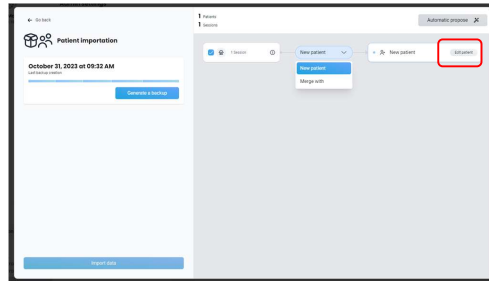 Go back
Patient importation
October 31, 2023 at 09:32 AM
Last backup creation
Generate a backup
Import data
1 Patients
1 Sessions
Automatic propose
1 Session
New patient
New patient
Merge with
New patient
Edit patient